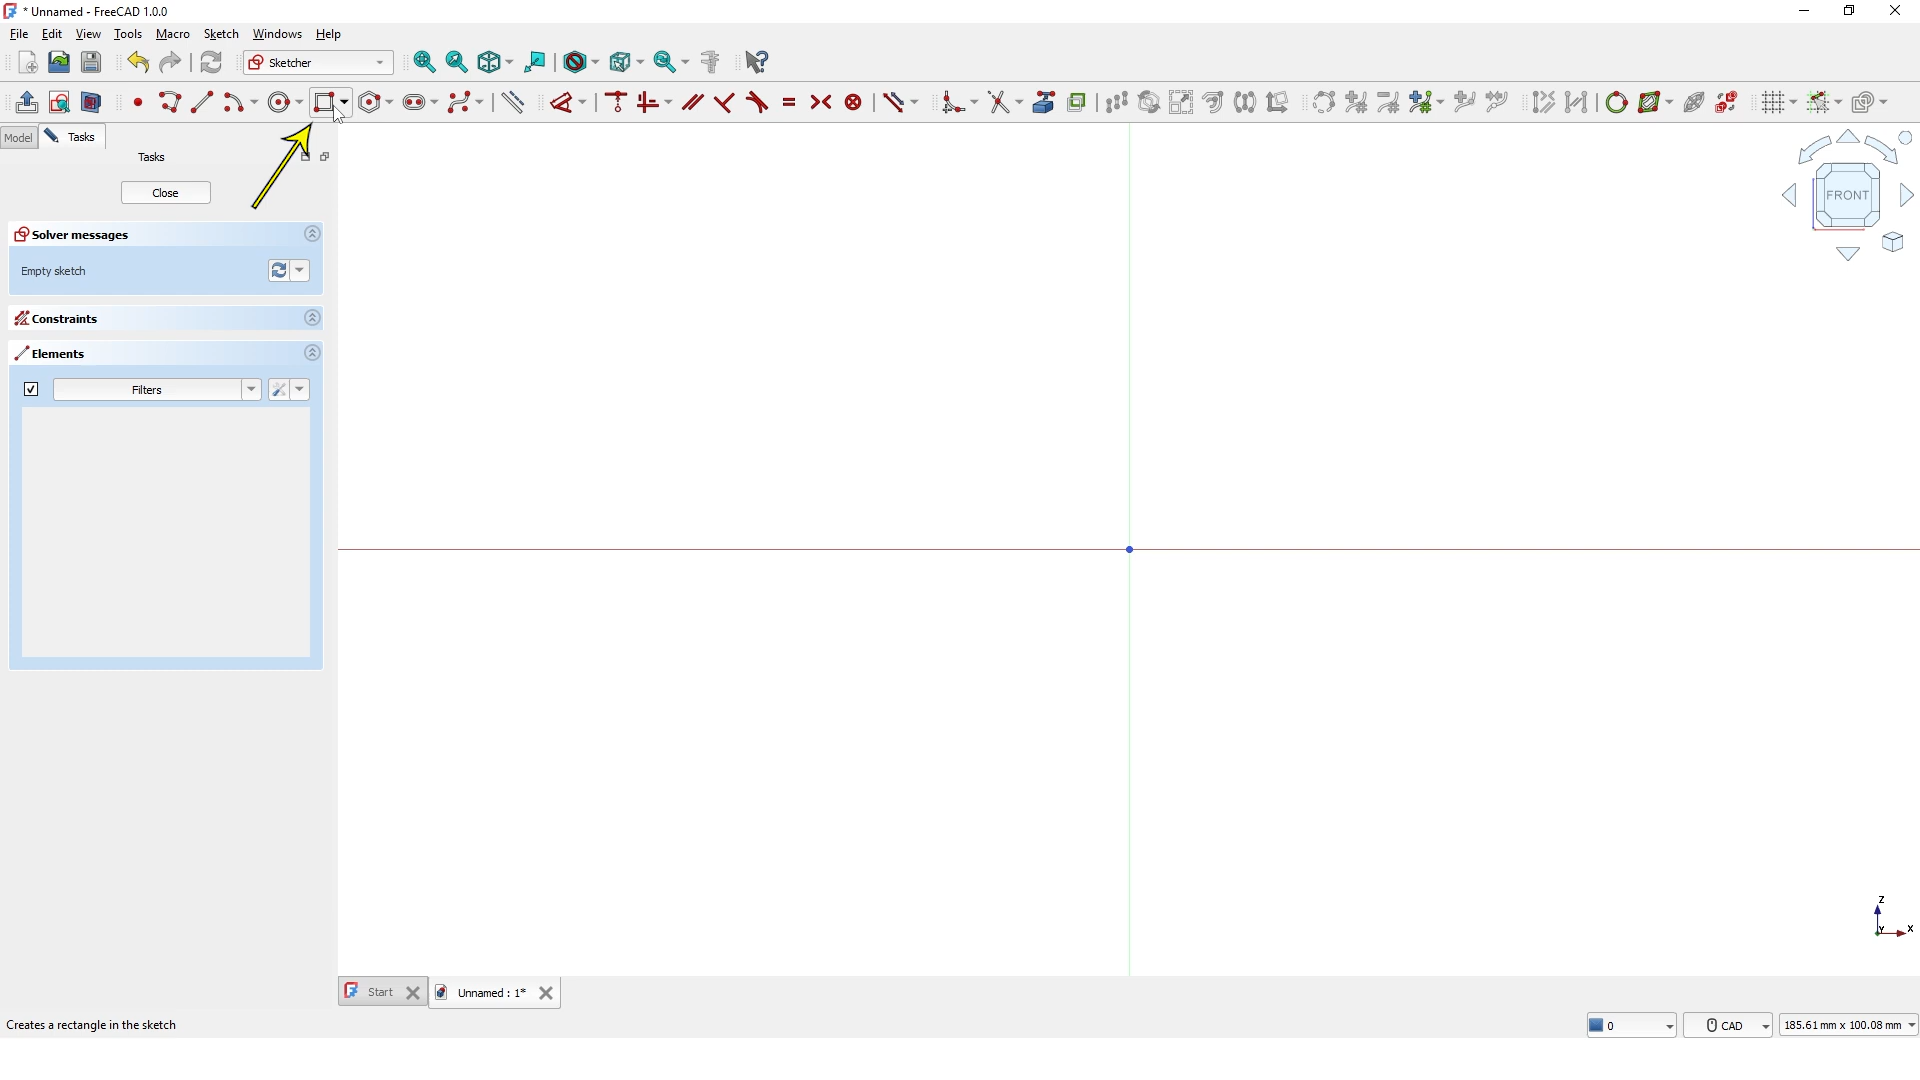 * Unnamed - FreeCAD 1.0.0
File Edit View Tools Macro Sketch Windows Help
Sketcher
Model Tasks
Tasks
Close
Solver messages
Empty sketch
Constraints
Elements
Filters
FRONT
Z
Y X
Start Unnamed : 1*
Creates a rectangle in the sketch
0 CAD 185.61 mm x 100.08 mm